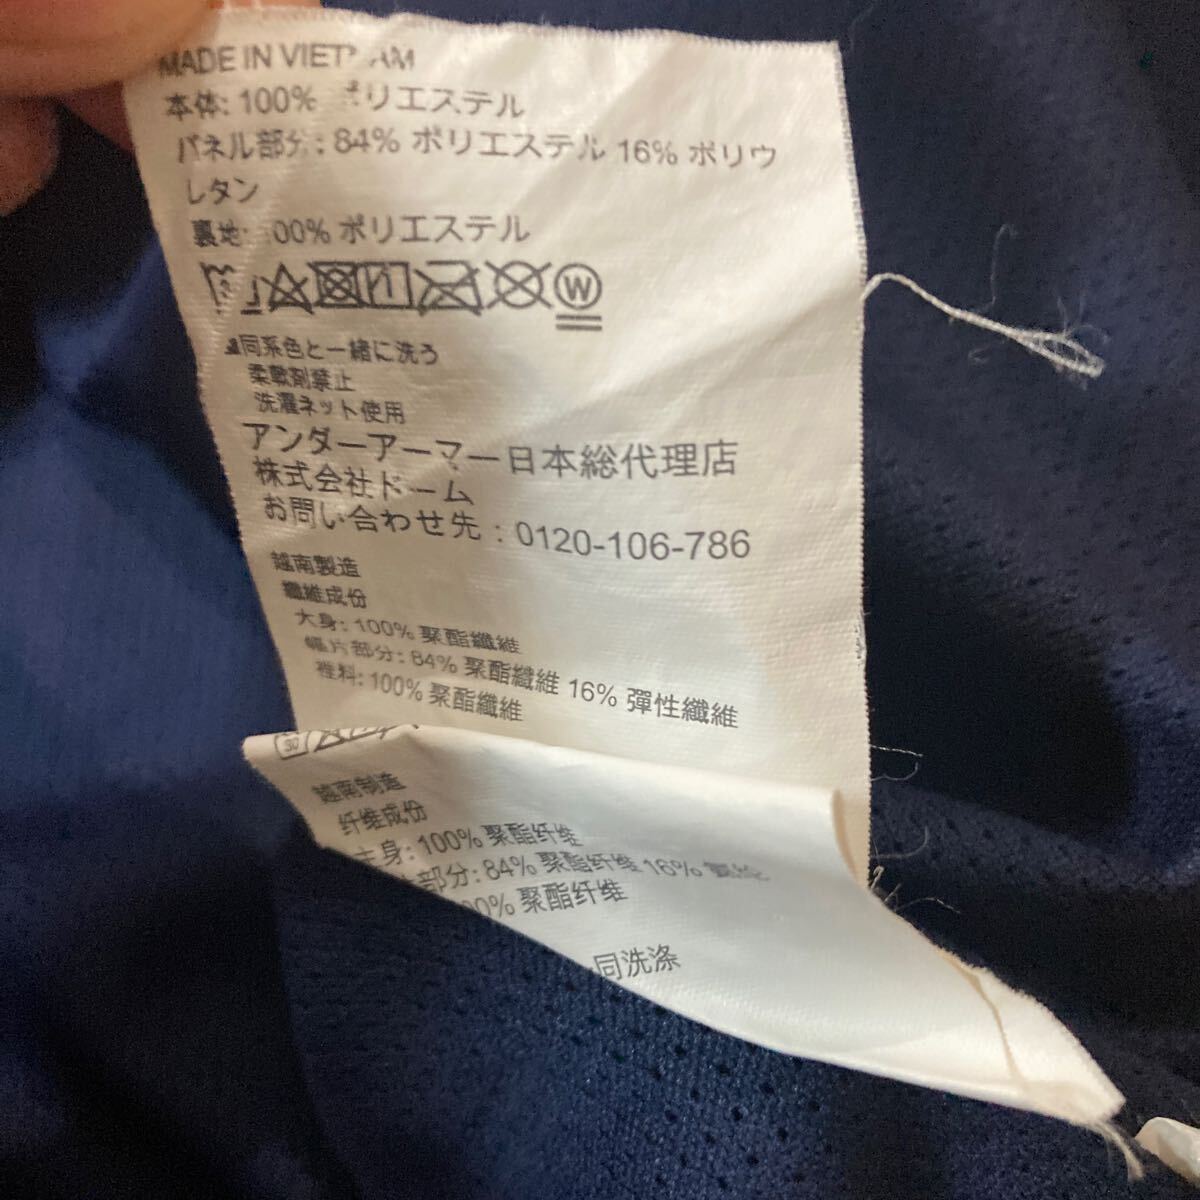 MADE IN VIETNAM
本体: 100% ポリエステル
パネル部分: 84% ポリエステル 16% ポリウ
レタン
裏地: 100% ポリエステル
W
同系色と一緒に洗う
柔軟剤禁止
洗濯ネット使用
アンダーアーマー日本総代理店
株式会社ドーム
お問い合わせ先 : 0120-106-786
越南製造
纖維成份
大身: 100% 聚酯纖維
幅片部分: 84% 聚酯纖維 16% 彈性纖維
裡料: 100% 聚酯纖維
30
越南制造
纤维成份
主身: 100% 聚酯纤维
部分: 84% 聚酯纤维 16%
00% 聚酯纤维
同洗涤